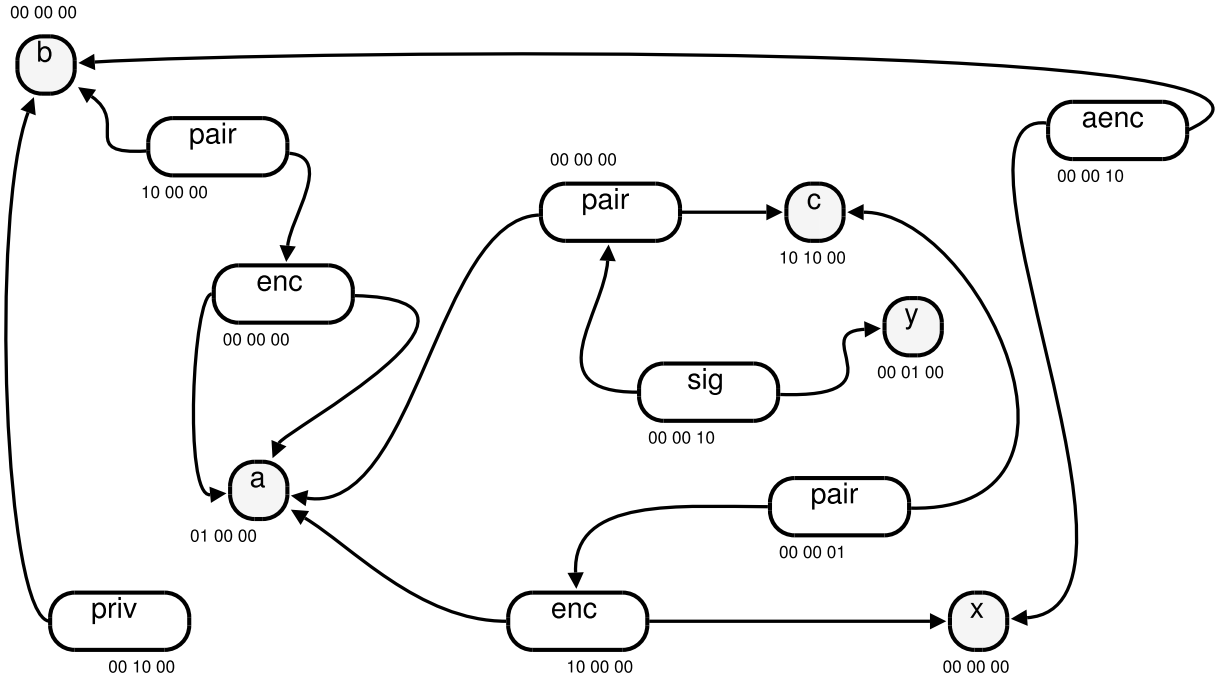 00 00 00
b
aenc
00 00 10
pair
10 00 00
00 00 00
pair
c
10 10 00
enc
00 00 00
y
00 01 00
sig
00 00 10
a
01 00 00
pair
00 00 01
priv
00 10 00
enc
10 00 00
x
00 00 00